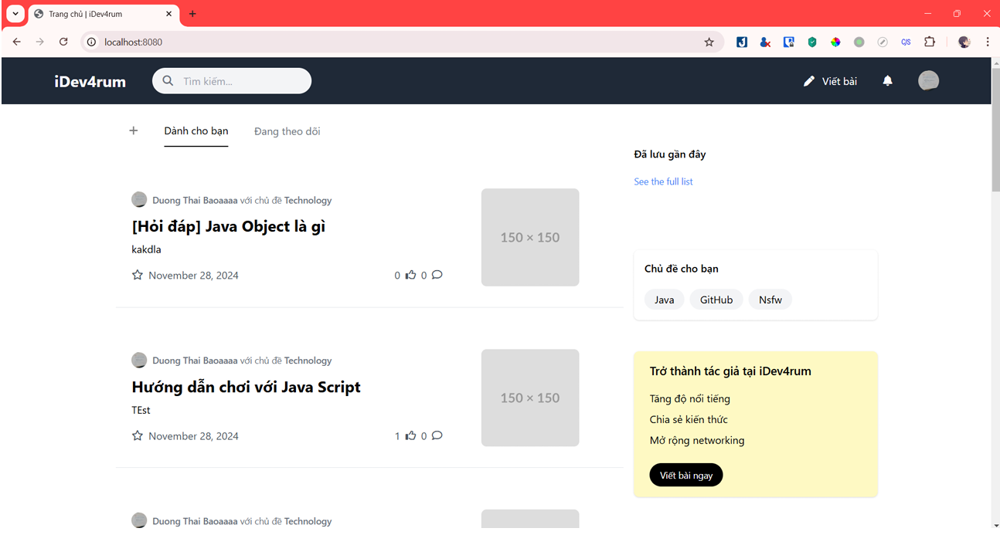 Trang chủ | iDev4rum
localhost:8080
C/S
iDev4rum
Tìm kiếm...
Viết bài
Dành cho bạn
Đang theo dõi
Duong Thai Baoaaaa với chủ đề Technology
[Hỏi đáp] Java Object là gì
kakdla
November 28, 2024
0 0
150 × 150
Duong Thai Baoaaaa với chủ đề Technology
Hướng dẫn chơi với Java Script
TEst
November 28, 2024
1 0
150 × 150
Duong Thai Baoaaaa với chủ đề Technology
Đã lưu gần đây
See the full list
Chủ đề cho bạn
Java GitHub Nsfw
Trở thành tác giả tại iDev4rum
Tăng độ nổi tiếng
Chia sẻ kiến thức
Mở rộng networking
Viết bài ngay